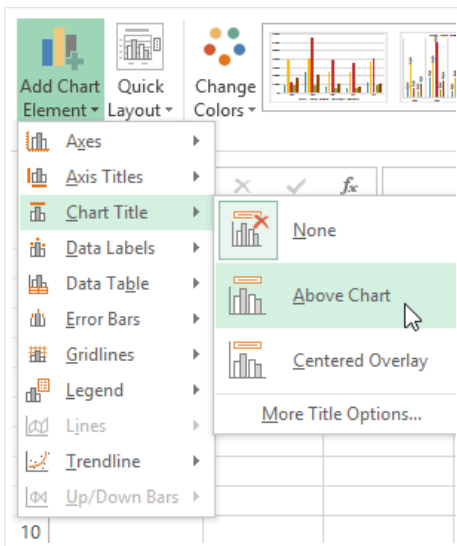 Add Chart Quick Change
Element Layout Colors
Axes
Axis Titles
Chart Title
Data Labels
Data Table
Error Bars
Gridlines
Legend
Lines
Trendline
Up/Down Bars
fx
None
Above Chart
Centered Overlay
More Title Options...
10